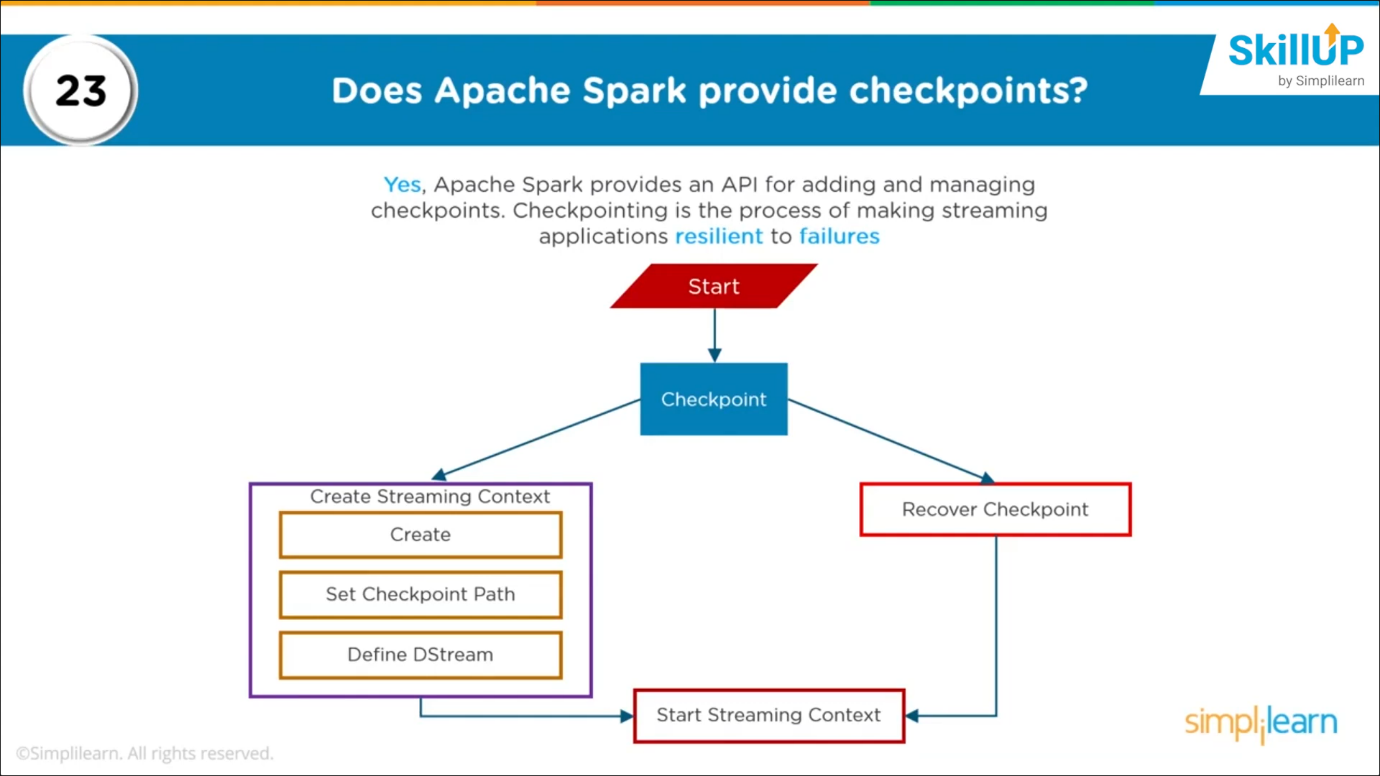 23
Does Apache Spark provide checkpoints?
SkillUP
by Simplilearn
Yes, Apache Spark provides an API for adding and managing
checkpoints. Checkpointing is the process of making streaming
applications resilient to failures
Start
Checkpoint
Create Streaming Context
Create
Set Checkpoint Path
Define DStream
Recover Checkpoint
Start Streaming Context
simplilearn
©Simplilearn. All rights reserved.